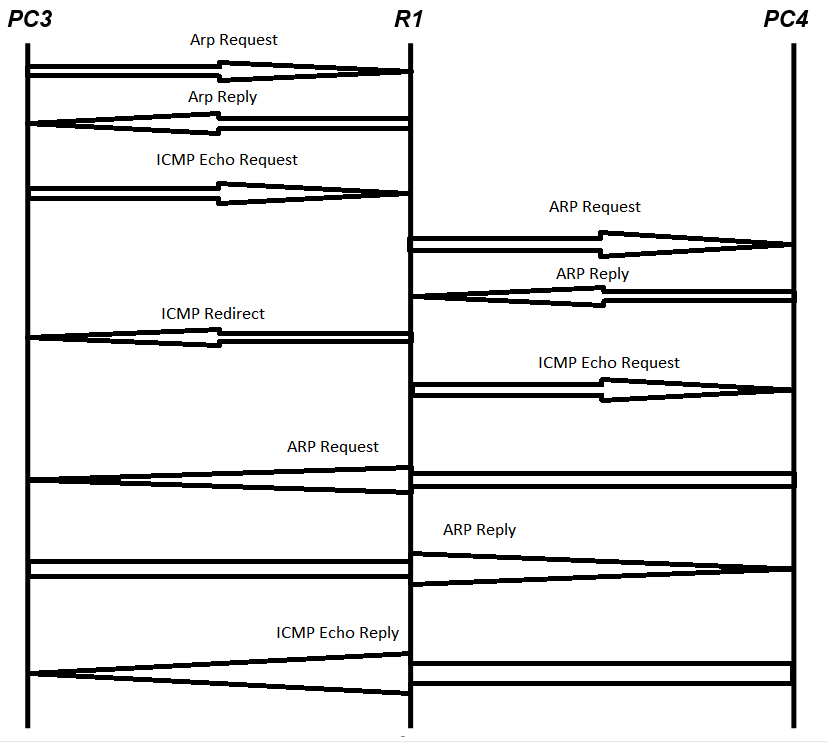 PC3 R1 PC4
Arp Request
Arp Reply
ICMP Echo Request
ARP Request
ARP Reply
ICMP Redirect
ICMP Echo Request
ARP Request
ARP Reply
ICMP Echo Reply